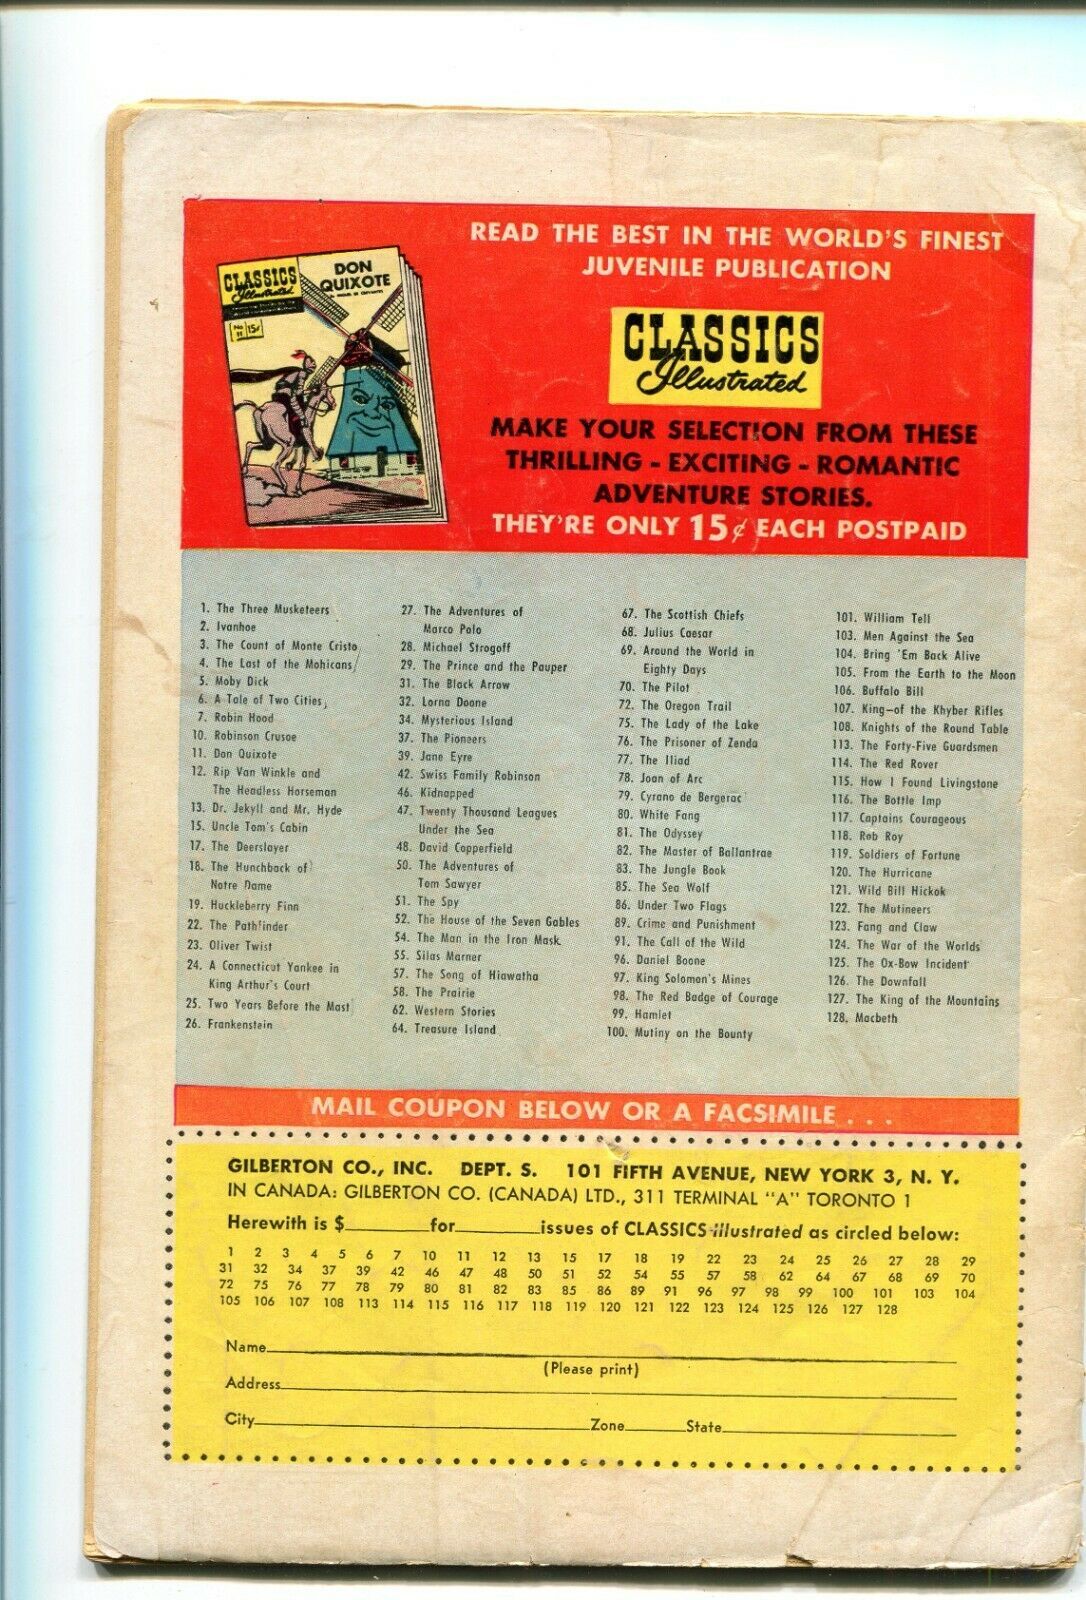 CLASSICS
Illustrated
DON
QUIXOTE
No
11
15¢
READ THE BEST IN THE WORLD'S FINEST
JUVENILE PUBLICATION
CLASSICS
Illustrated
MAKE YOUR SELECTION FROM THESE
THRILLING - EXCITING - ROMANTIC
ADVENTURE STORIES.
THEY'RE ONLY 15¢ EACH POSTPAID
1. The Three Musketeers
2. Ivanhoe
3. The Count of Monte Cristo
4. The Last of the Mohicans
5. Moby Dick
6. A Tale of Two Cities
7. Robin Hood
10. Robinson Crusoe
11. Don Quixote
12. Rip Van Winkle and
The Headless Horseman
13. Dr. Jekyll and Mr. Hyde
15. Uncle Tom's Cabin
17. The Deerslayer
18. The Hunchback of
Notre Dame
19. Huckleberry Finn
22. The Pathfinder
23. Oliver Twist
24. A Connecticut Yankee in
King Arthur's Court
25. Two Years Before the Mast
26. Frankenstein
27. The Adventures of
Marco Polo
28. Michael Strogoff
29. The Prince and the Pauper
31. The Black Arrow
32. Lorna Doone
34. Mysterious Island
37. The Pioneers
39. Jane Eyre
42. Swiss Family Robinson
46. Kidnapped
47. Twenty Thousand Leagues
Under the Sea
48. David Copperfield
50. The Adventures of
Tom Sawyer
51. The Spy
52. The House of the Seven Gables
54. The Man in the Iron Mask
55. Silas Marner
57. The Song of Hiawatha
58. The Prairie
62. Western Stories
64. Treasure Island
67. The Scottish Chiefs
68. Julius Caesar
69. Around the World in
Eighty Days
70. The Pilot
72. The Oregon Trail
75. The Lady of the Lake
76. The Prisoner of Zenda
77. The Iliad
78. Joan of Arc
79. Cyrano de Bergerac
80. White Fang
81. The Odyssey
82. The Master of Ballantrae
83. The Jungle Book
85. The Sea Wolf
86. Under Two Flags
89. Crime and Punishment
91. The Call of the Wild
96. Daniel Boone
97. King Solomon's Mines
98. The Red Badge of Courage
99. Hamlet
100. Mutiny on the Bounty
101. William Tell
103. Men Against the Sea
104. Bring 'Em Back Alive
105. From the Earth to the Moon
106. Buffalo Bill
107. King—of the Khyber Rifles
108. Knights of the Round Table
113. The Forty-Five Guardsmen
114. The Red Rover
115. How I Found Livingstone
116. The Bottle Imp
117. Captains Courageous
118. Rob Roy
119. Soldiers of Fortune
120. The Hurricane
121. Wild Bill Hickok
122. The Mutineers
123. Fang and Claw
124. The War of the Worlds
125. The Ox-Bow Incident
126. The Downfall
127. The King of the Mountains
128. Macbeth
MAIL COUPON BELOW OR A FACSIMILE . . .
GILBERTON CO., INC. DEPT. S. 101 FIFTH AVENUE, NEW YORK 3, N. Y.
IN CANADA: GILBERTON CO. (CANADA) LTD., 311 TERMINAL "A" TORONTO 1
Herewith is $ for issues of CLASSICS Illustrated as circled below:
1 2 3 4 5 6 7 10 11 12 13 15 17 18 19 22 23 24 25 26 27 28 29
31 32 34 37 39 42 46 47 48 50 51 52 54 55 57 58 62 64 67 68 69 70
72 75 76 77 78 79 80 81 82 83 85 86 89 91 96 97 98 99 100 101 103 104
105 106 107 108 113 114 115 116 117 118 119 120 121 122 123 124 125 126 127 128
Name
(Please print)
Address
City Zone State